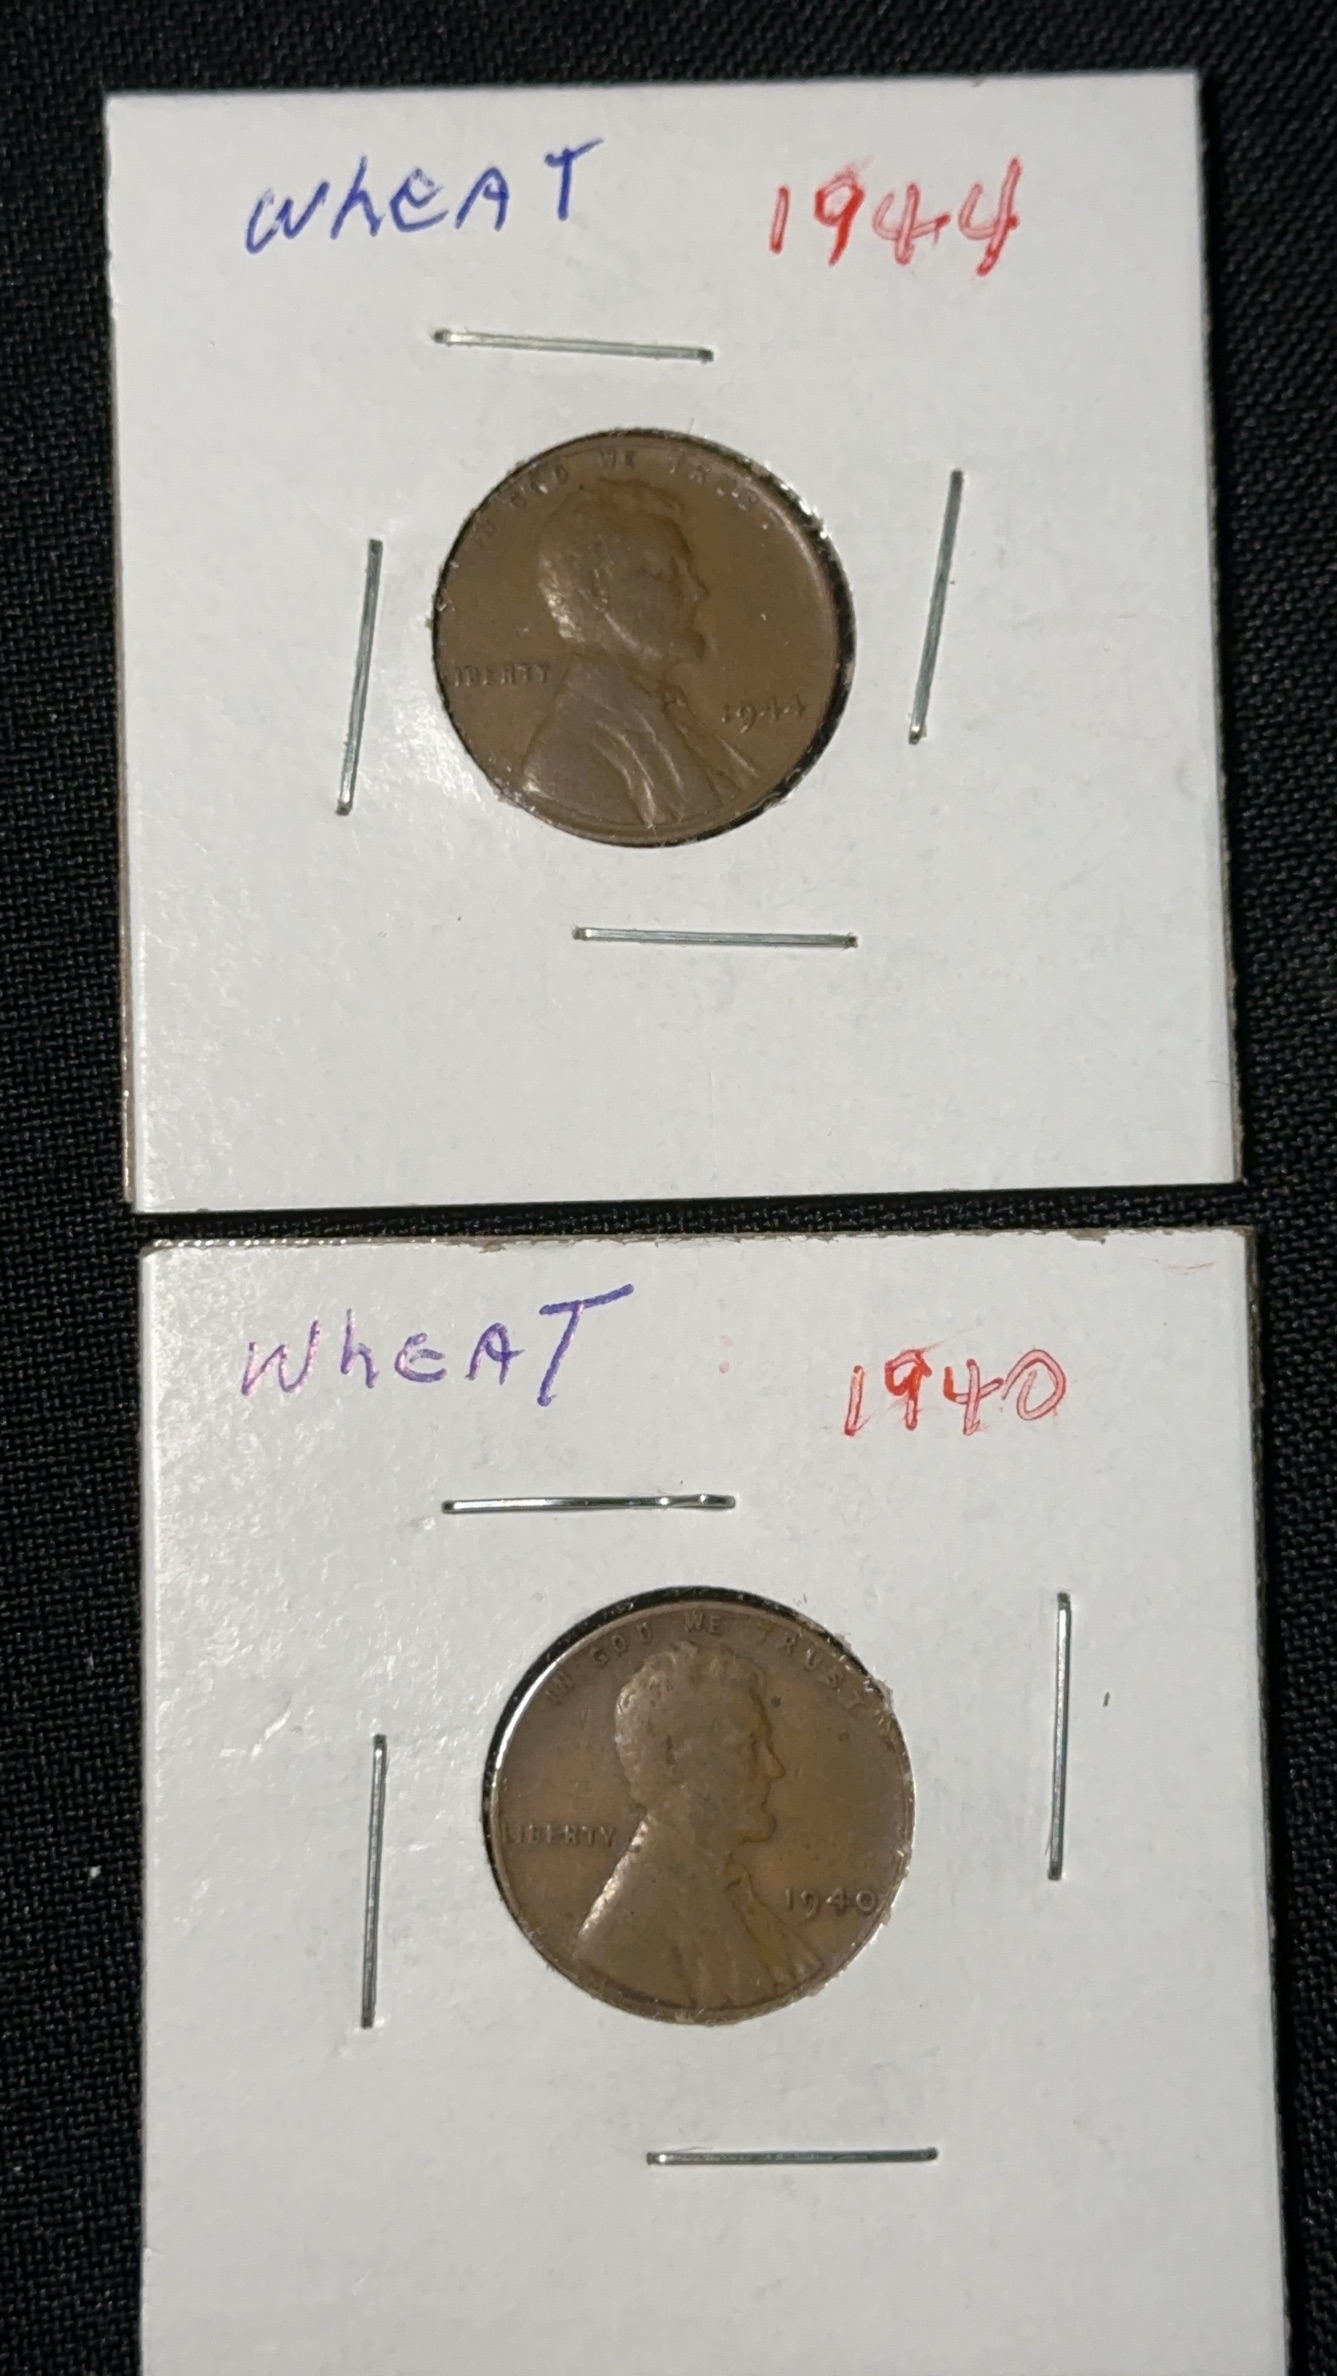 WhEAT 1944
IN GOD WE TRUST
LIBERTY
1944
WhEAT 1940
IN GOD WE TRUST
LIBERTY
1940